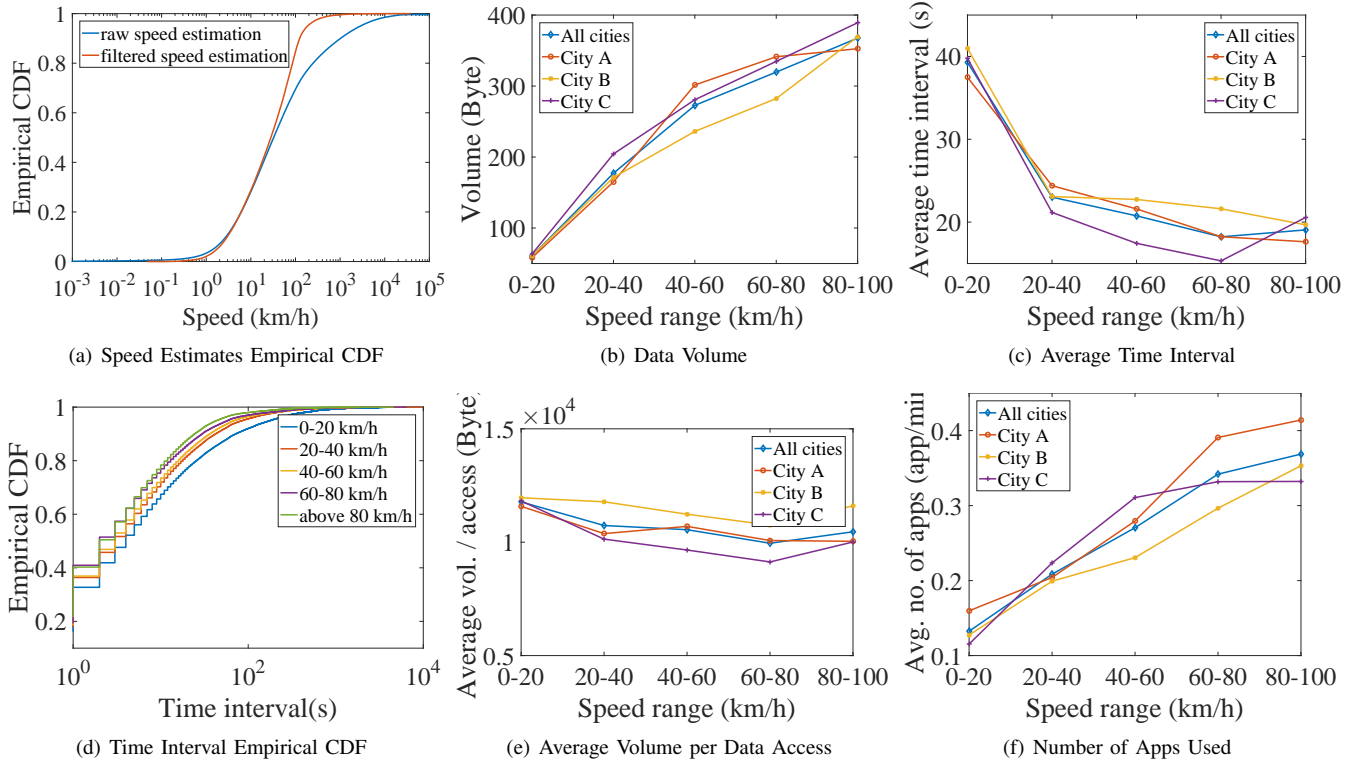 1
0.8
0.6
0.4
0.2
0
Empirical CDF
raw speed estimation
filtered speed estimation
10^-3 10^-2 10^-1 10^0 10^1 10^2 10^3 10^4 10^5
Speed (km/h)
(a) Speed Estimates Empirical CDF
400
300
200
100
Volume (Byte)
All cities
City A
City B
City C
0-20 20-40 40-60 60-80 80-100
Speed range (km/h)
(b) Data Volume
40
30
20
Average time interval (s)
All cities
City A
City B
City C
0-20 20-40 40-60 60-80 80-100
Speed range (km/h)
(c) Average Time Interval
1
0.8
0.6
0.4
0.2
Empirical CDF
0-20 km/h
20-40 km/h
40-60 km/h
60-80 km/h
above 80 km/h
10^0 10^2 10^4
Time interval(s)
(d) Time Interval Empirical CDF
×10^4
1.5
1
0.5
Average vol. / access (Byte)
All cities
City A
City B
City C
0-20 20-40 40-60 60-80 80-100
Speed range (km/h)
(e) Average Volume per Data Access
0.4
0.3
0.2
0.1
Avg. no. of apps (app/min
All cities
City A
City B
City C
0-20 20-40 40-60 60-80 80-100
Speed range (km/h)
(f) Number of Apps Used